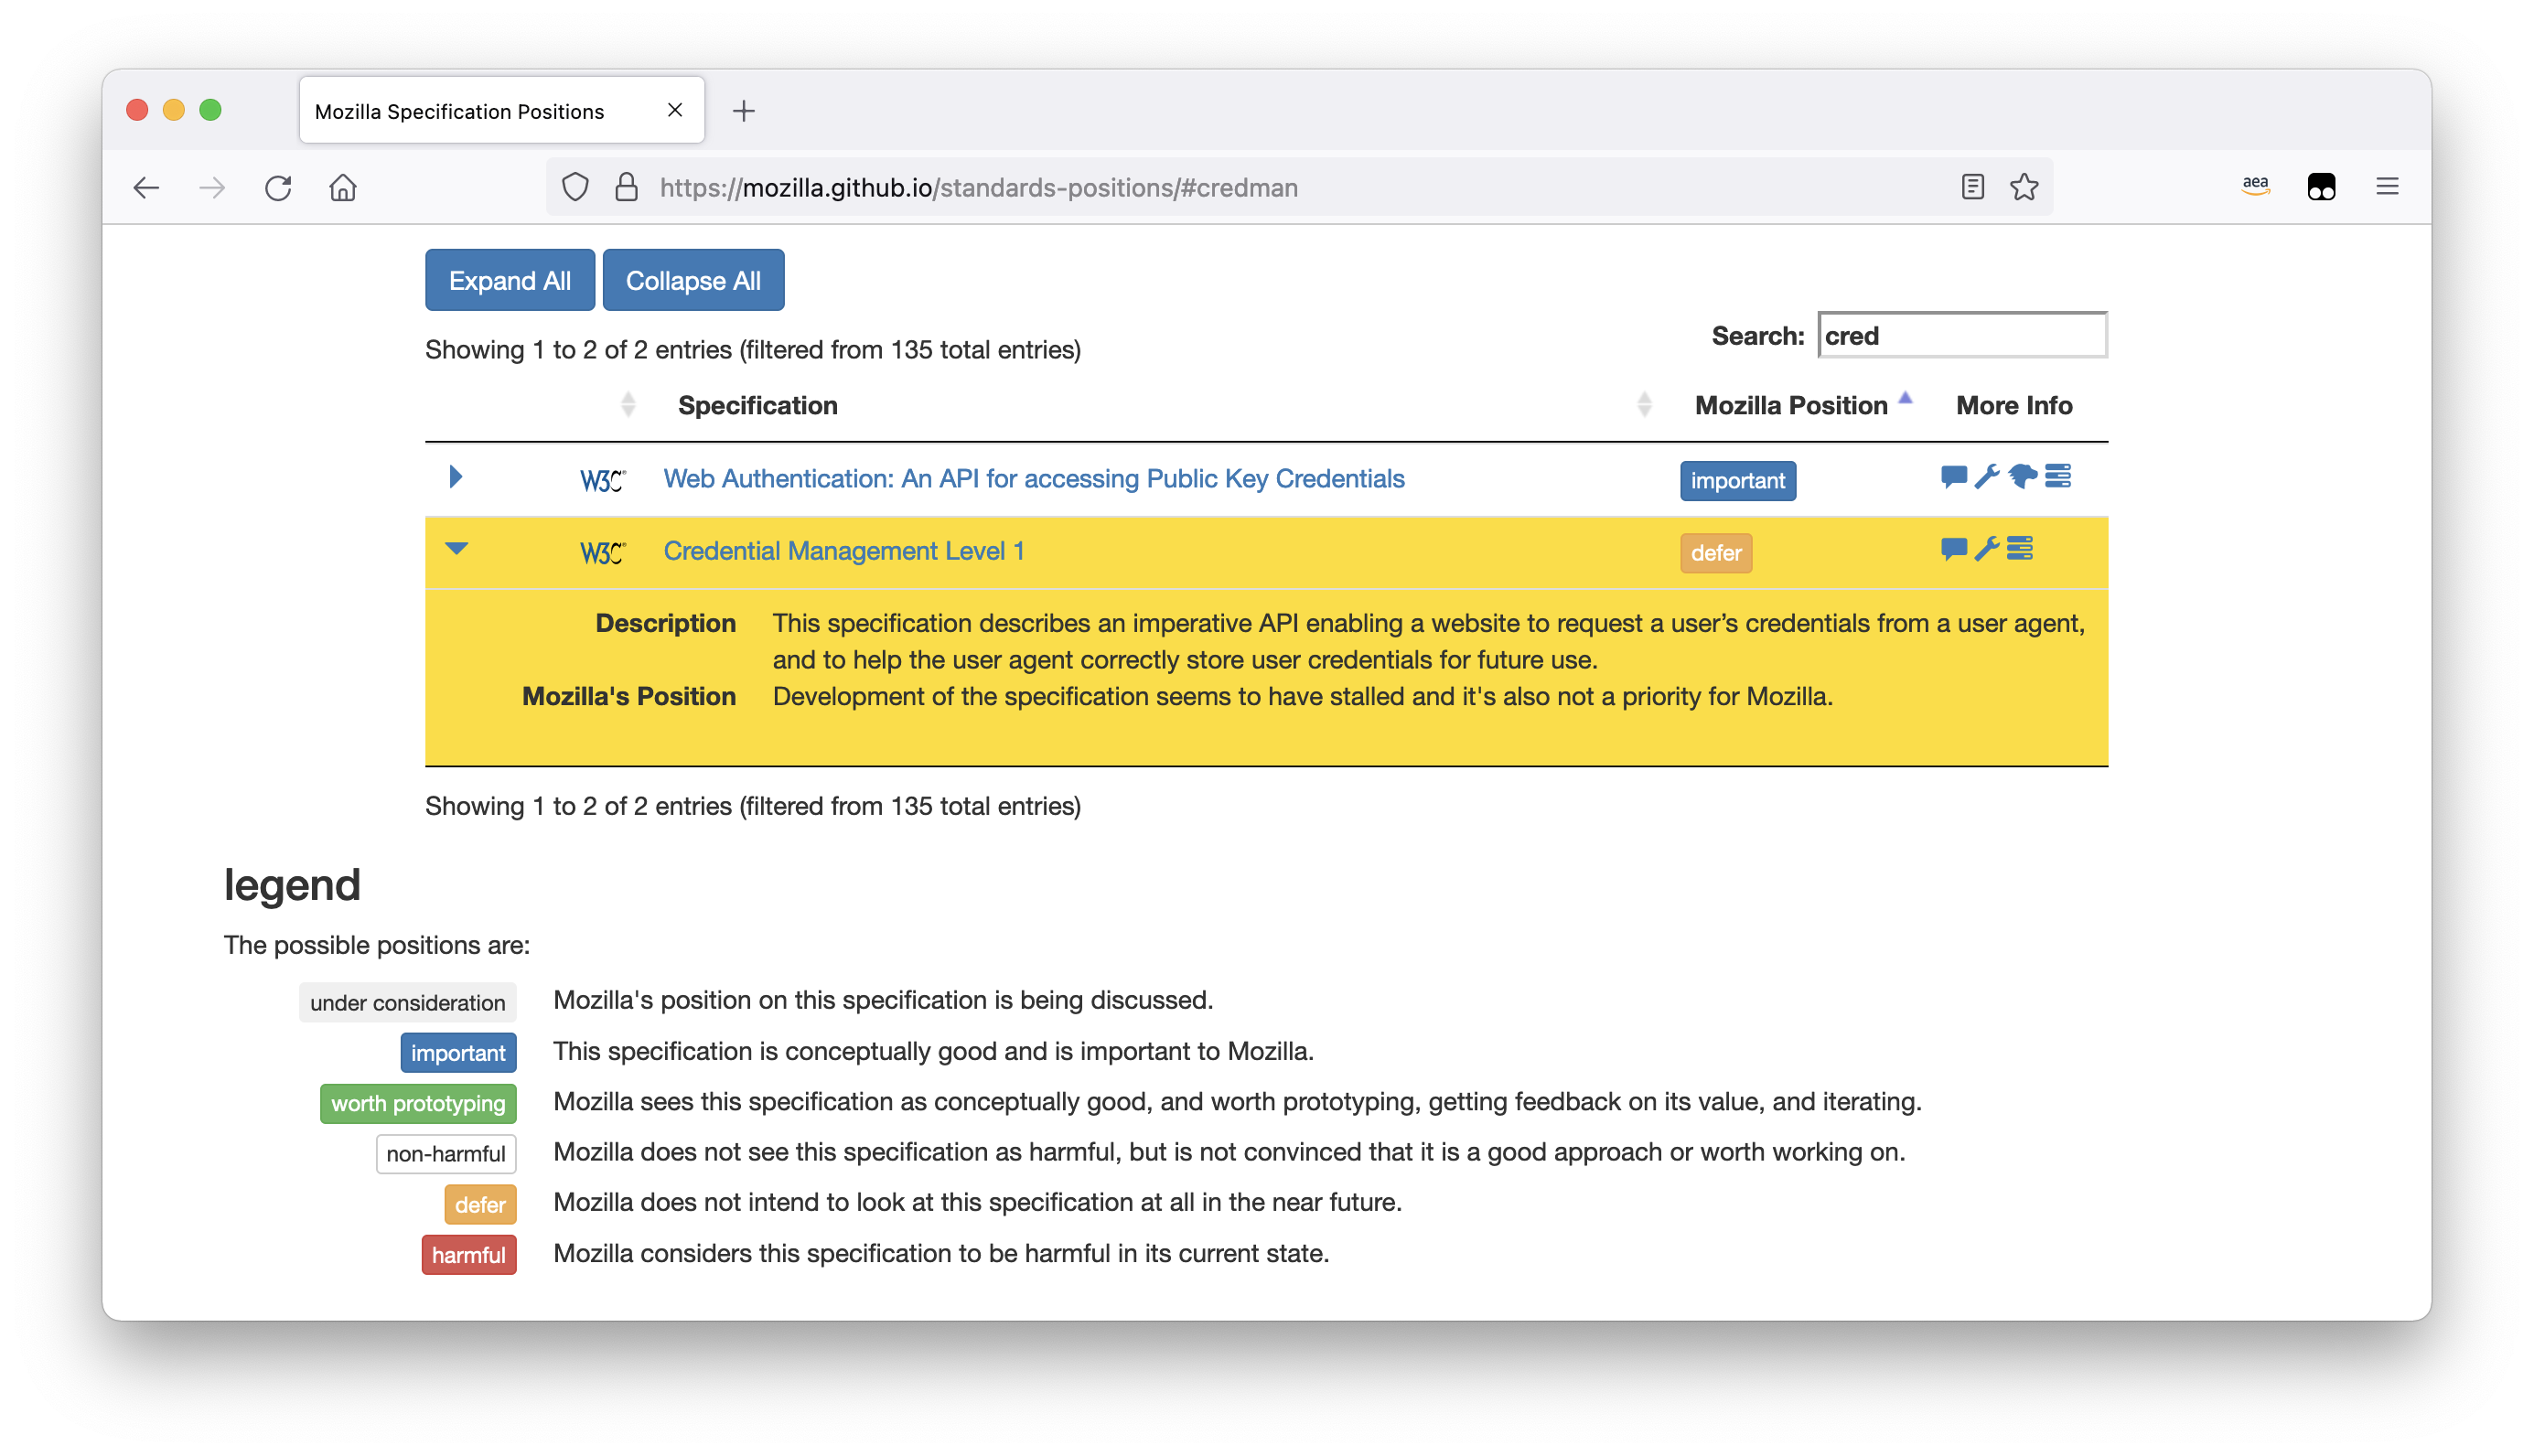 Mozilla Specification Positions
https://mozilla.github.io/standards-positions/#credman
aea
Expand All
Collapse All
Search: cred
Showing 1 to 2 of 2 entries (filtered from 135 total entries)
Specification
Mozilla Position
More Info
W3C
Web Authentication: An API for accessing Public Key Credentials
important
W3C
Credential Management Level 1
defer
Description
This specification describes an imperative API enabling a website to request a user’s credentials from a user agent,
and to help the user agent correctly store user credentials for future use.
Mozilla's Position
Development of the specification seems to have stalled and it's also not a priority for Mozilla.
Showing 1 to 2 of 2 entries (filtered from 135 total entries)
legend
The possible positions are:
under consideration
Mozilla's position on this specification is being discussed.
important
This specification is conceptually good and is important to Mozilla.
worth prototyping
Mozilla sees this specification as conceptually good, and worth prototyping, getting feedback on its value, and iterating.
non-harmful
Mozilla does not see this specification as harmful, but is not convinced that it is a good approach or worth working on.
defer
Mozilla does not intend to look at this specification at all in the near future.
harmful
Mozilla considers this specification to be harmful in its current state.